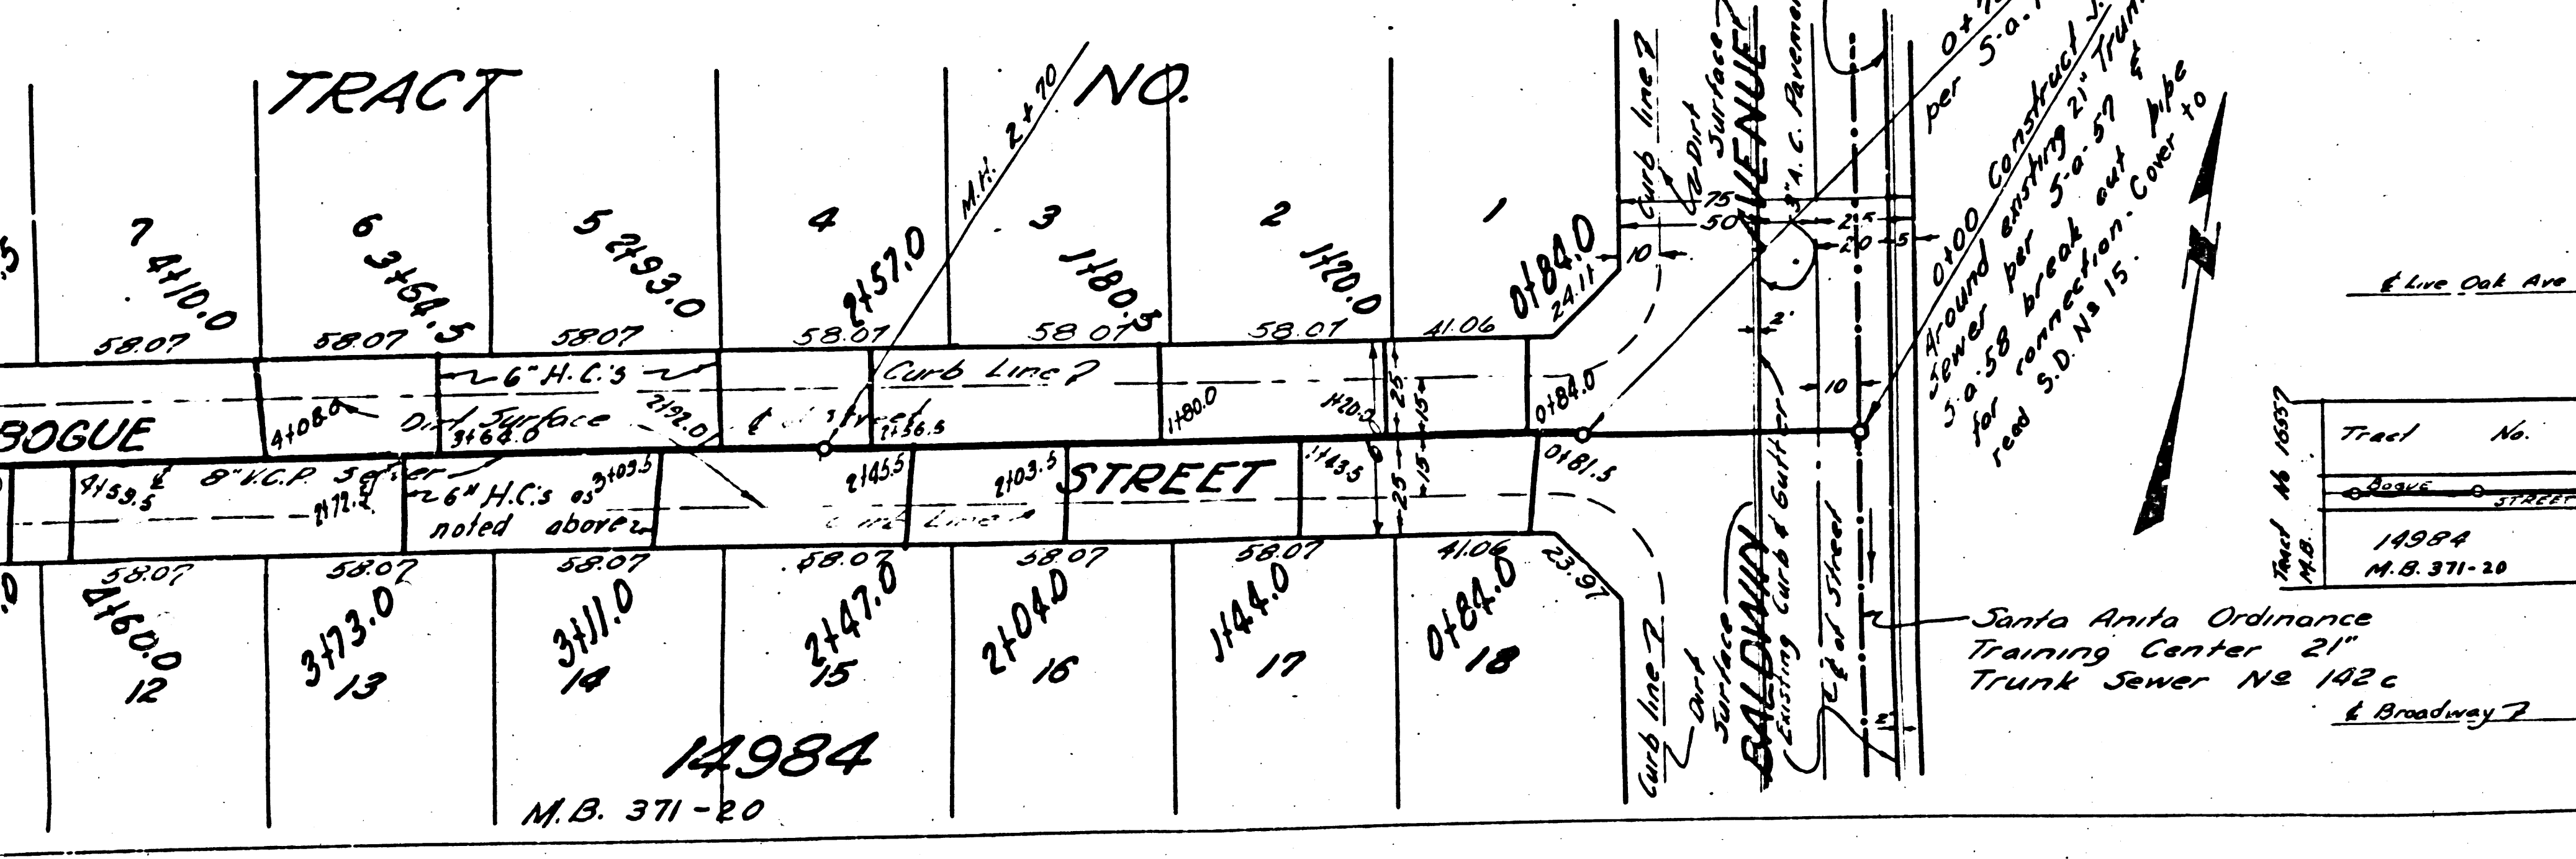 TRACT NO.
M.H. 2+70
7 4+10.0
6 3+64.5
5 2+93.0
4 2+57.0
3 1+80.5
2 1+20.0
1 0+84.0
58.07 58.07 58.07 58.07 58.07 58.07 41.06 24.11
6" H.C.'s
Curb Line
BOGUE
4+08.0
Dirt Surface
3+64.0
2+92.0
¢ of street
2+56.5
1+80.0
1+20.0
0+84.0
25
15
15
25
4+59.5
8" V.C.P. Sewer
6" H.C.'s as
noted above
3+09.5
2+45.5
2+03.5
STREET
1+43.5
0+81.5
Curb Line
58.07 58.07 58.07 58.07 58.07 58.07 41.06 23.97
4+60.0
12
3+73.0
13
3+11.0
14
2+47.0
15
2+04.0
16
1+44.0
17
0+84.0
18
14984
M.B. 371-20
Curb line
Dirt
Surface
AVENUE
3" A.C. Pavement
75
50
25
10
20
5
2'
10
Curb line
Dirt
Surface
BALDWIN
Existing Curb & Gutter
¢ of Street
2'
per S-a-
0+00 Construct
around existing 21" Trunk
sewer per S-a-57 &
S-a-58 break out pipe
for connection-Cover to
read S.D. Nº 15.
N
Santa Anita Ordinance
Training Center 21"
Trunk Sewer Nº 142c
¢ Live Oak Ave
Tract No 16557
M.B.
Tract No.
BOGUE
STREET
14984
M.B. 371-20
¢ Broadway